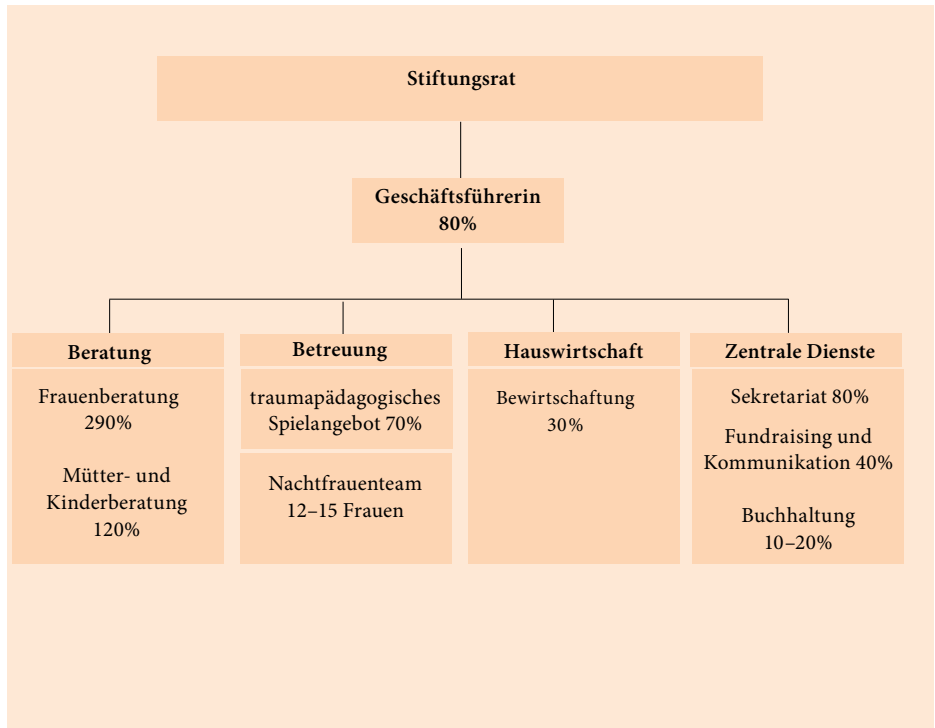 Stiftungsrat
Geschäftsführerin
80%
Beratung
Frauenberatung
290%
Mütter- und
Kinderberatung
120%
Betreuung
traumapädagogisches
Spielangebot 70%
Nachtfrauenteam
12–15 Frauen
Hauswirtschaft
Bewirtschaftung
30%
Zentrale Dienste
Sekretariat 80%
Fundraising und
Kommunikation 40%
Buchhaltung
10–20%